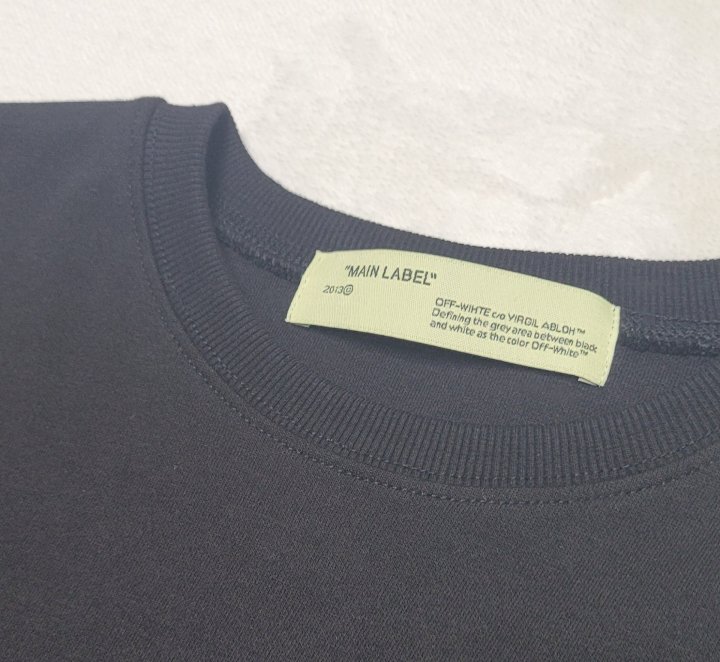 "MAIN LABEL"
2013©
OFF-WIHTE c/o VIRGIL ABLOH™
Defining the grey area between black
and white as the color Off-White™